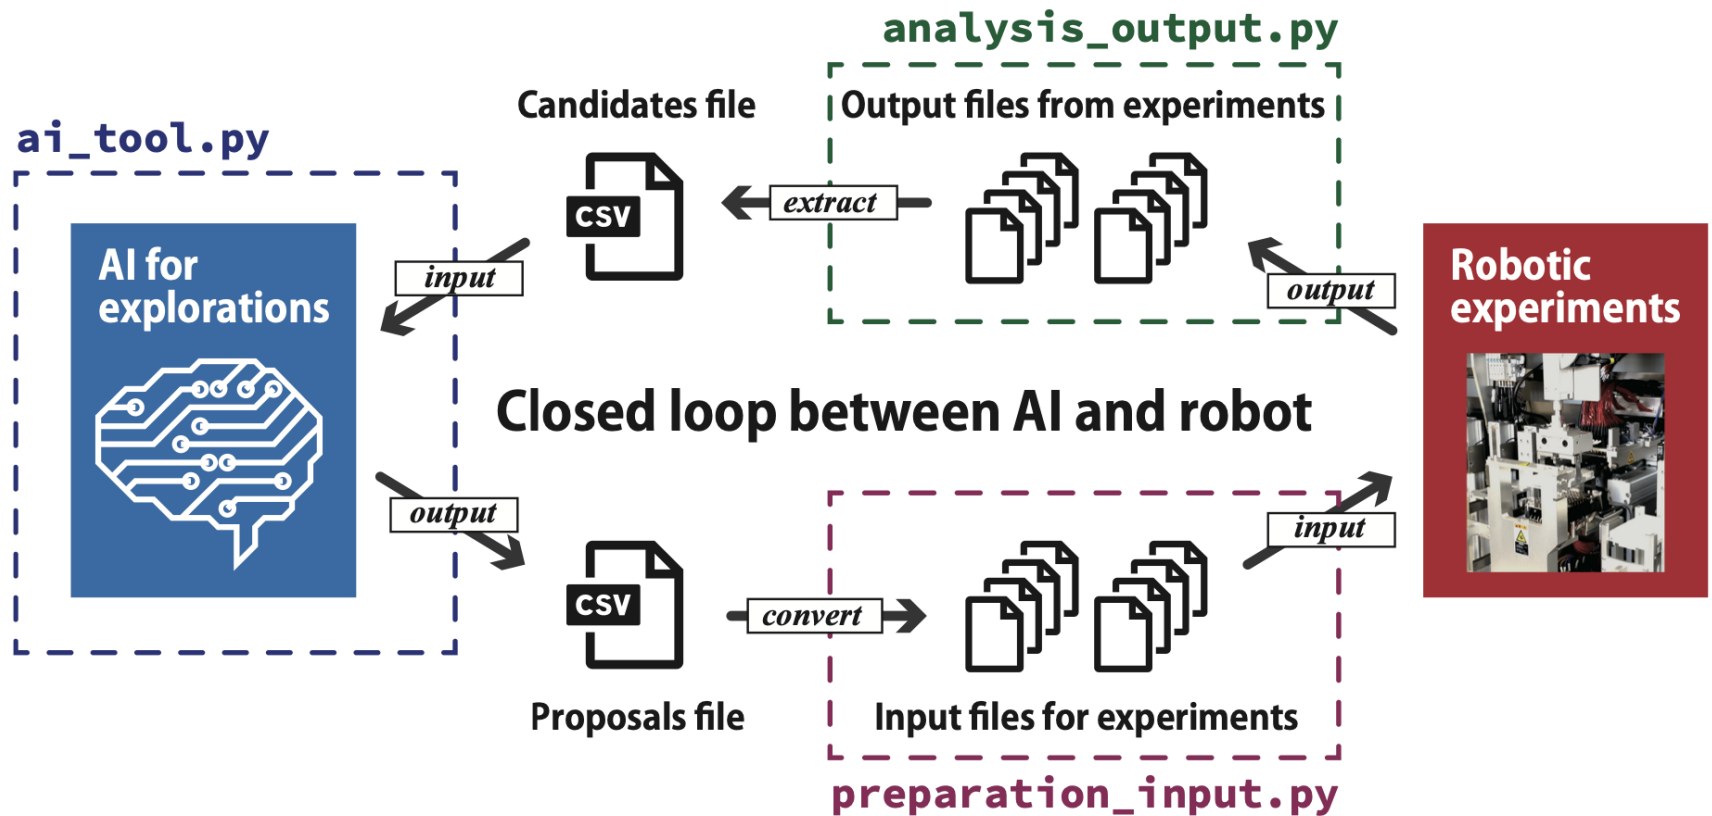 analysis_output.py
Candidates file
Output files from experiments
ai_tool.py
CSV
extract
AI for
explorations
input
output
Robotic
experiments
Closed loop between AI and robot
output
input
CSV
convert
Proposals file
Input files for experiments
preparation_input.py